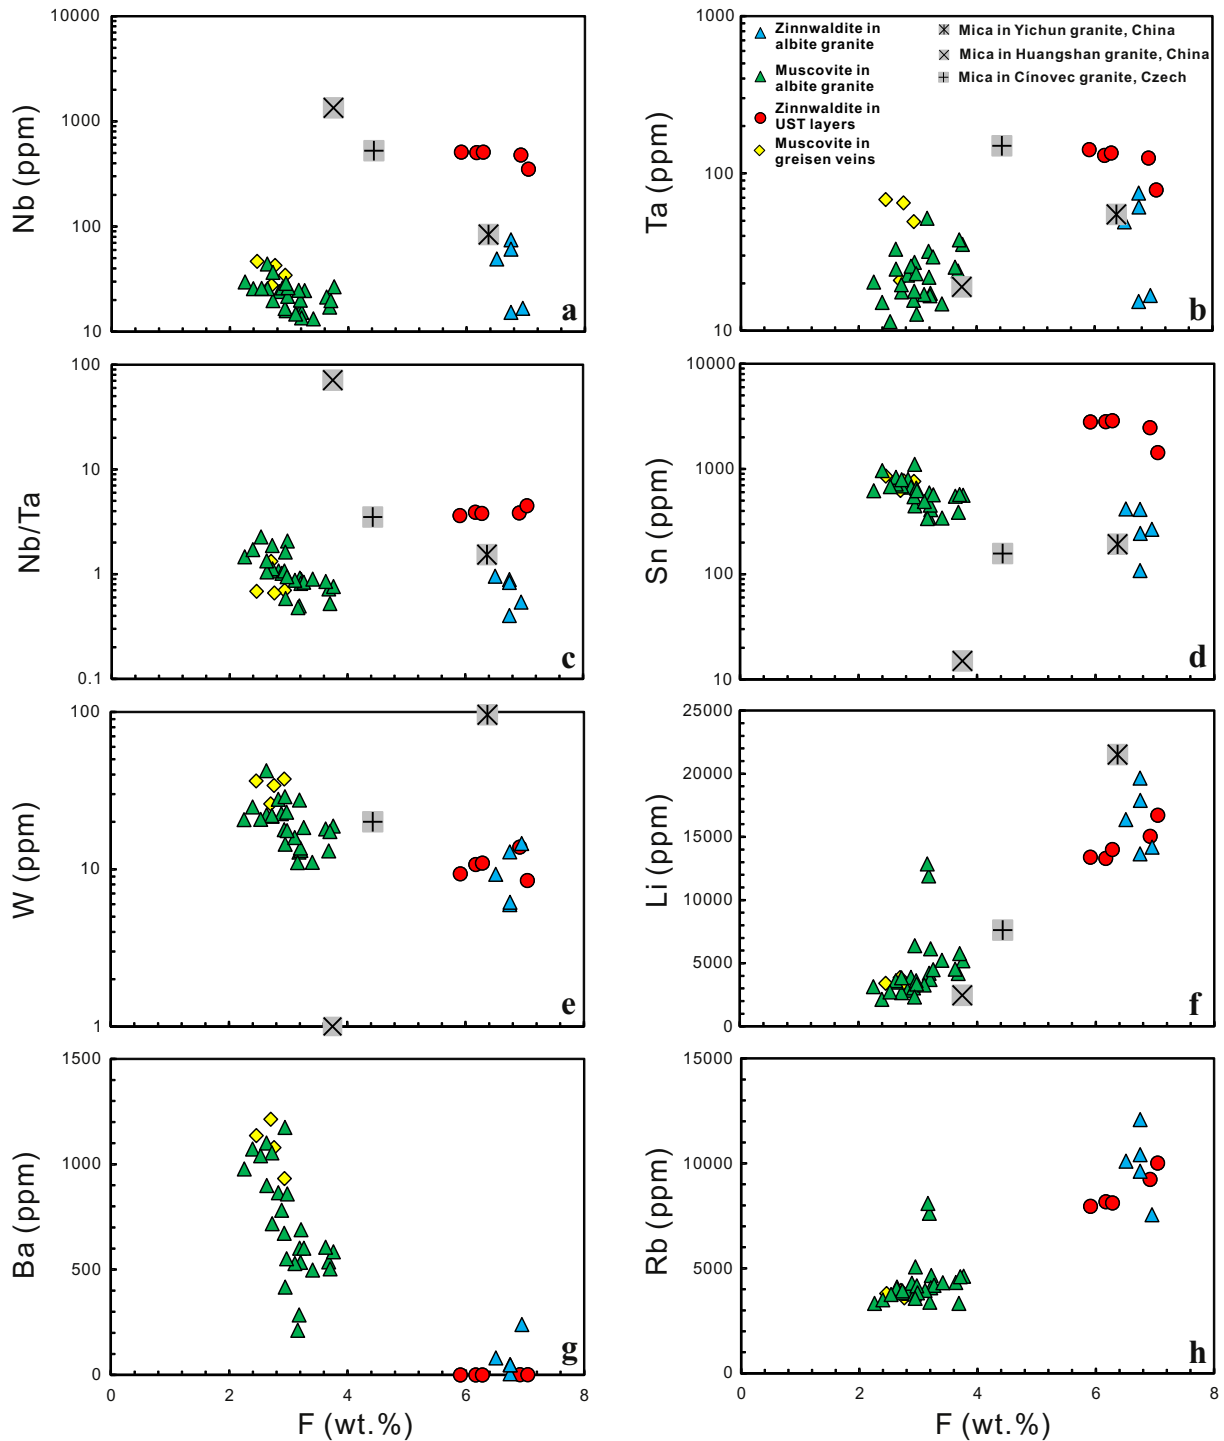 10000
1000
100
10
Nb (ppm)
a
1000
100
10
Ta (ppm)
Zinnwaldite in
albite granite
Muscovite in
albite granite
Zinnwaldite in
UST layers
Muscovite in
greisen veins
Mica in Yichun granite, China
Mica in Huangshan granite, China
Mica in Cínovec granite, Czech
b
100
10
1
0.1
Nb/Ta
c
10000
1000
100
10
Sn (ppm)
d
100
10
1
W (ppm)
e
25000
20000
15000
10000
5000
0
Li (ppm)
f
1500
1000
500
0
Ba (ppm)
g
0 2 4 6 8
F (wt.%)
15000
10000
5000
0
Rb (ppm)
h
0 2 4 6 8
F (wt.%)